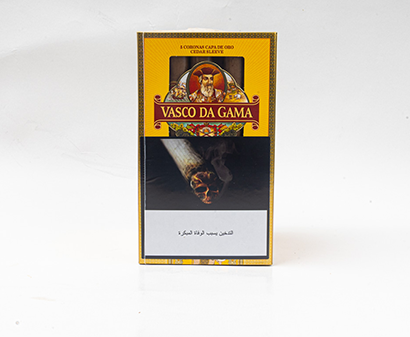 5 CORONAS CAPA DE ORO
CEDAR SLEEVE
VASCO DA GAMA
التدخين يسبب الوفاة المبكرة